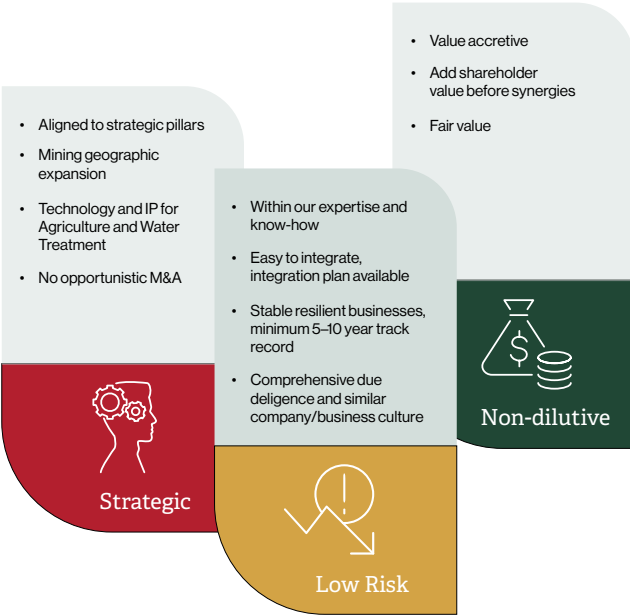 • Aligned to strategic pillars
• Mining geographic
expansion
• Technology and IP for
Agriculture and Water
Treatment
• No opportunistic M&A
Strategic
• Within our expertise and
know-how
• Easy to integrate,
integration plan available
• Stable resilient businesses,
minimum 5–10 year track
record
• Comprehensive due
deligence and similar
company/business culture
Low Risk
• Value accretive
• Add shareholder
value before synergies
• Fair value
$
Non-dilutive